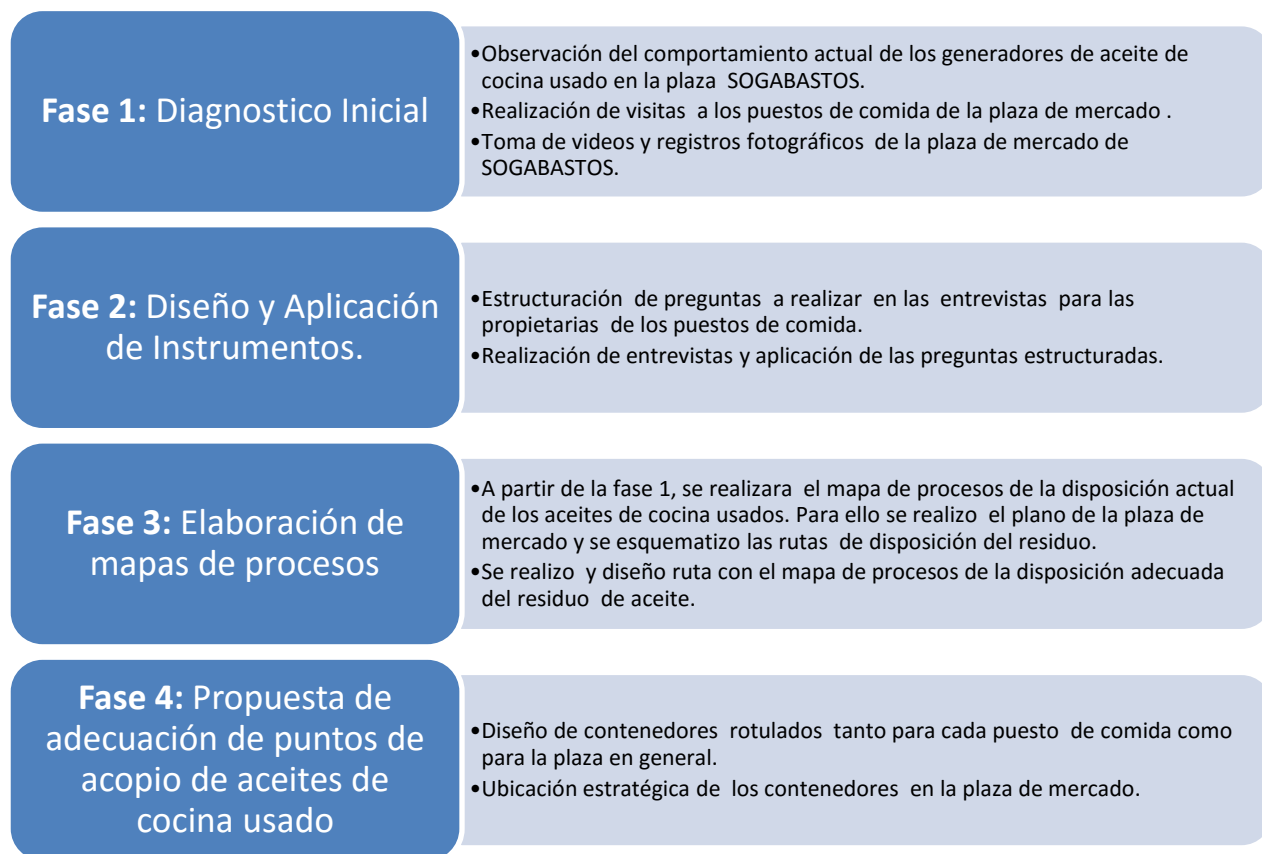 Fase 1: Diagnostico Inicial
•Observación del comportamiento actual de los generadores de aceite de
cocina usado en la plaza SOGABASTOS.
•Realización de visitas a los puestos de comida de la plaza de mercado .
•Toma de videos y registros fotográficos de la plaza de mercado de
SOGABASTOS.
Fase 2: Diseño y Aplicación
de Instrumentos.
•Estructuración de preguntas a realizar en las entrevistas para las
propietarias de los puestos de comida.
•Realización de entrevistas y aplicación de las preguntas estructuradas.
Fase 3: Elaboración de
mapas de procesos
•A partir de la fase 1, se realizara el mapa de procesos de la disposición actual
de los aceites de cocina usados. Para ello se realizo el plano de la plaza de
mercado y se esquematizo las rutas de disposición del residuo.
•Se realizo y diseño ruta con el mapa de procesos de la disposición adecuada
del residuo de aceite.
Fase 4: Propuesta de
adecuación de puntos de
acopio de aceites de
cocina usado
•Diseño de contenedores rotulados tanto para cada puesto de comida como
para la plaza en general.
•Ubicación estratégica de los contenedores en la plaza de mercado.